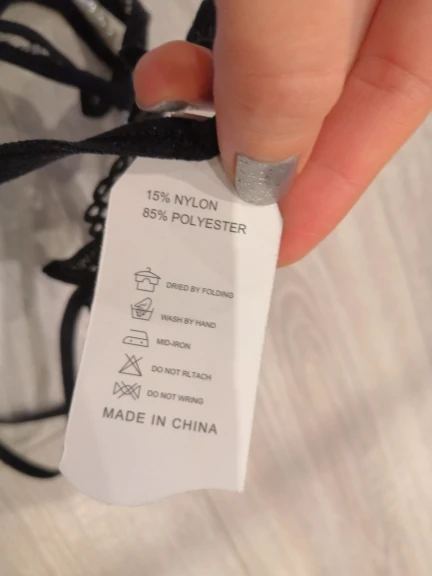 15% NYLON
85% POLYESTER
DRIED BY FOLDING
WASH BY HAND
MID-IRON
DO NOT RLTACH
DO NOT WRING
MADE IN CHINA